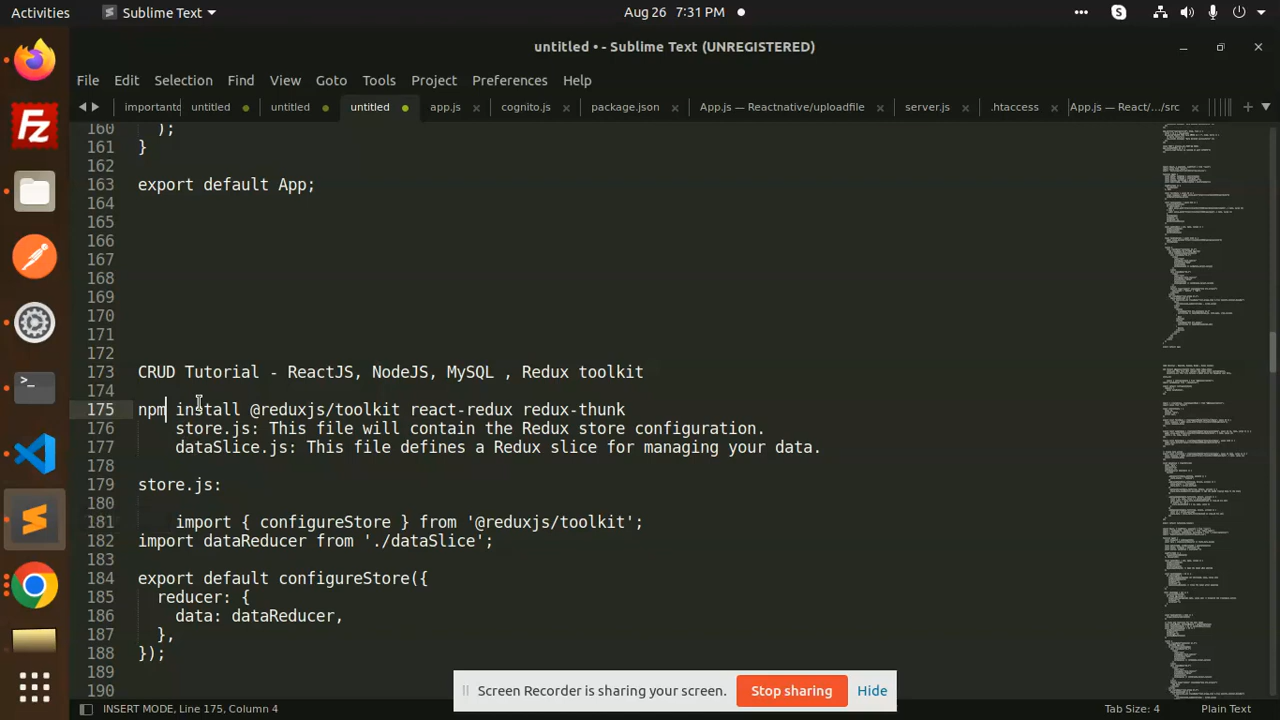 Activities
Sublime Text
Aug 26 7:31 PM
untitled • - Sublime Text (UNREGISTERED)
File Edit Selection Find View Goto Tools Project Preferences Help
importantc untitled untitled untitled app.js cognito.js package.json App.js — Reactnative/uploadfile server.js .htaccess App.js — React/.../src
160 );
161 }
162
163 export default App;
164
165
166
167
168
169
170
171
172
173 CRUD Tutorial - ReactJS, NodeJS, MySQL , Redux toolkit
174
175 npm install @reduxjs/toolkit react-redux redux-thunk
176 store.js: This file will contain the Redux store configuration.
177 dataSlice.js: This file defines a Redux slice for managing your data.
178
179 store.js:
180
181 import { configureStore } from '@reduxjs/toolkit';
182 import dataReducer from './dataSlice';
183
184 export default configureStore({
185 reducer: {
186 data: dataReducer,
187 },
188 });
189
190
Screen Recorder is sharing your screen. Stop sharing Hide
INSERT MODE, Line 175, Column 4
Tab Size: 4
Plain Text